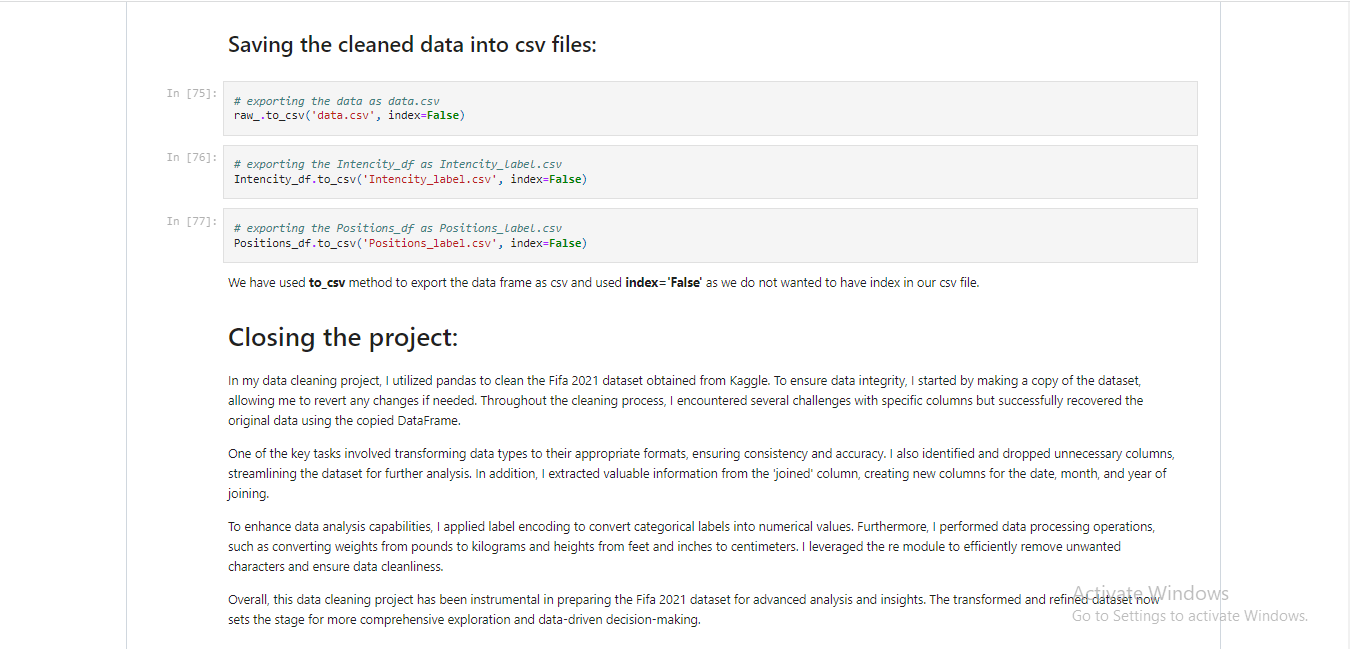 Saving the cleaned data into csv files:
In [75]:
# exporting the data as data.csv
raw_.to_csv('data.csv', index=False)
In [76]:
# exporting the Intencity_df as Intencity_label.csv
Intencity_df.to_csv('Intencity_label.csv', index=False)
In [77]:
# exporting the Positions_df as Positions_label.csv
Positions_df.to_csv('Positions_label.csv', index=False)
We have used to_csv method to export the data frame as csv and used index='False' as we do not wanted to have index in our csv file.
Closing the project:
In my data cleaning project, I utilized pandas to clean the Fifa 2021 dataset obtained from Kaggle. To ensure data integrity, I started by making a copy of the dataset,
allowing me to revert any changes if needed. Throughout the cleaning process, I encountered several challenges with specific columns but successfully recovered the
original data using the copied DataFrame.
One of the key tasks involved transforming data types to their appropriate formats, ensuring consistency and accuracy. I also identified and dropped unnecessary columns,
streamlining the dataset for further analysis. In addition, I extracted valuable information from the 'joined' column, creating new columns for the date, month, and year of
joining.
To enhance data analysis capabilities, I applied label encoding to convert categorical labels into numerical values. Furthermore, I performed data processing operations,
such as converting weights from pounds to kilograms and heights from feet and inches to centimeters. I leveraged the re module to efficiently remove unwanted
characters and ensure data cleanliness.
Overall, this data cleaning project has been instrumental in preparing the Fifa 2021 dataset for advanced analysis and insights. The transformed and refined dataset now
sets the stage for more comprehensive exploration and data-driven decision-making.
Activate Windows
Go to Settings to activate Windows.